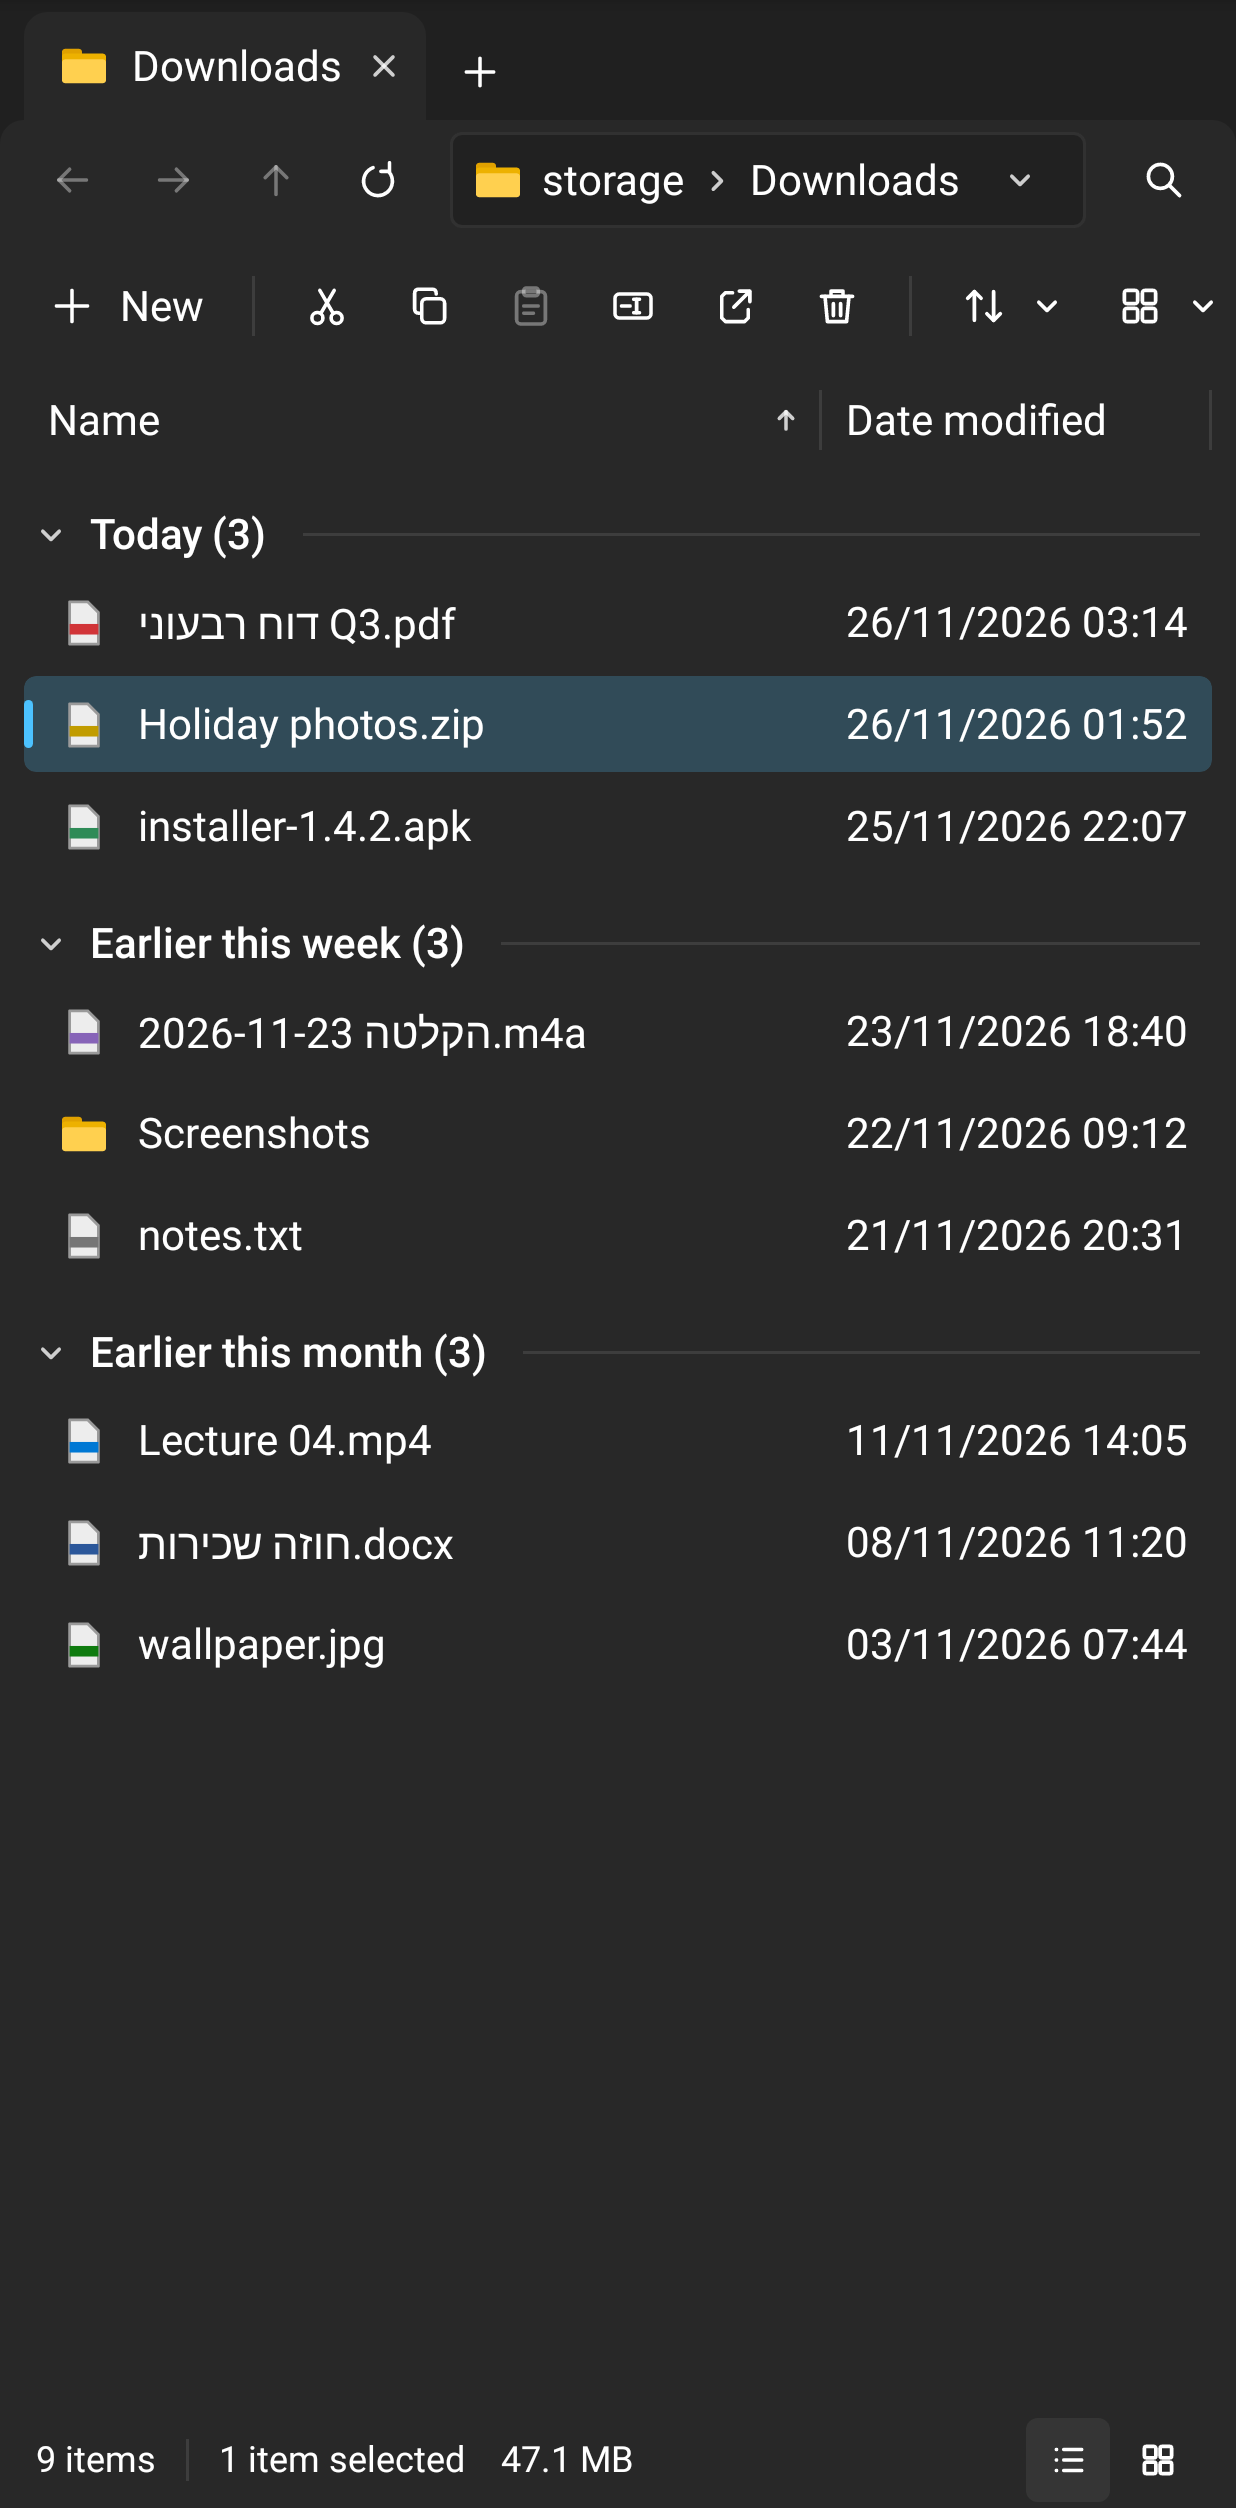 Downloads
storage > Downloads
New
Name Date modified
Today (3)
דוח רבעוני Q3.pdf 26/11/2026 03:14
Holiday photos.zip 26/11/2026 01:52
installer-1.4.2.apk 25/11/2026 22:07
Earlier this week (3)
2026-11-23 הקלטה.m4a 23/11/2026 18:40
Screenshots 22/11/2026 09:12
notes.txt 21/11/2026 20:31
Earlier this month (3)
Lecture 04.mp4 11/11/2026 14:05
חוזה שכירות.docx 08/11/2026 11:20
wallpaper.jpg 03/11/2026 07:44
9 items 1 item selected 47.1 MB